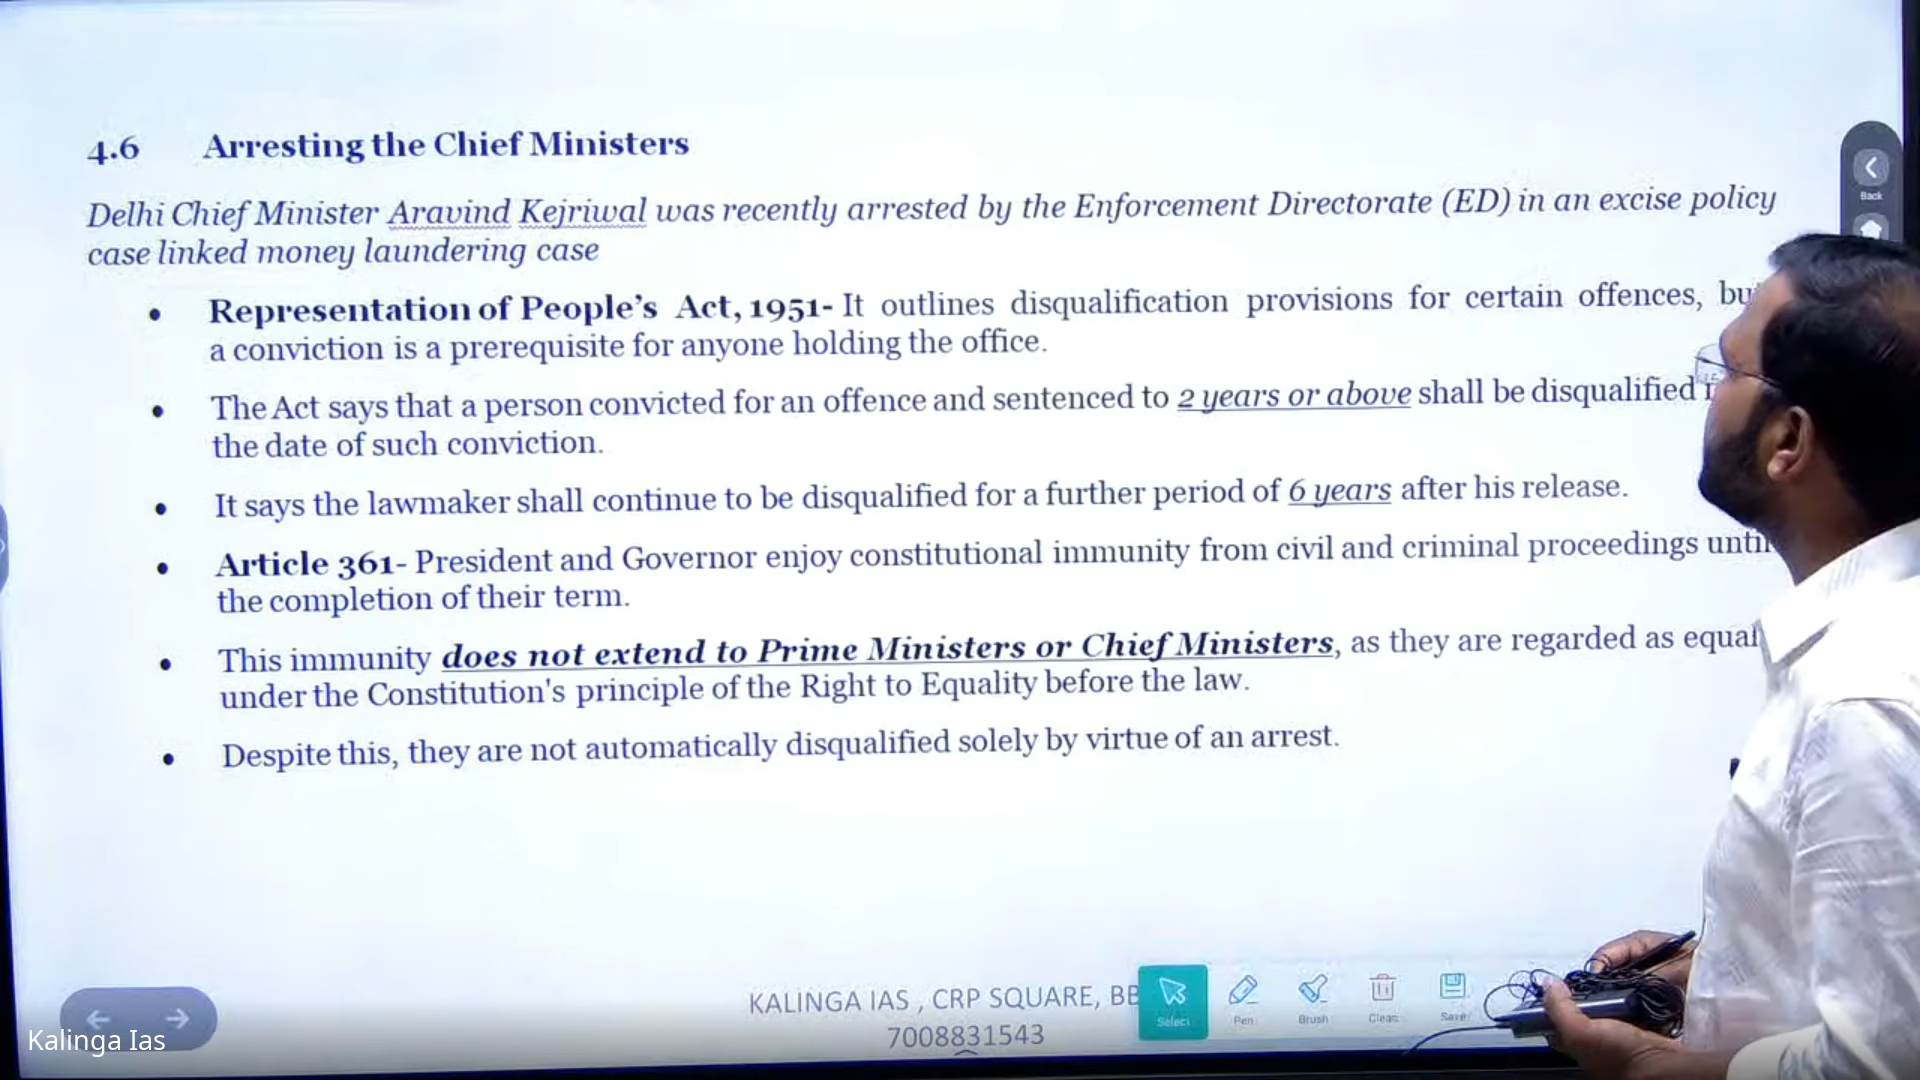 4.6 Arresting the Chief Ministers
Delhi Chief Minister Aravind Kejriwal was recently arrested by the Enforcement Directorate (ED) in an excise policy
case linked money laundering case
• Representation of People's Act, 1951- It outlines disqualification provisions for certain offences,
a conviction is a prerequisite for anyone holding the office.
• The Act says that a person convicted for an offence and sentenced to 2 years or above shall be disqualified
the date of such conviction.
• It says the lawmaker shall continue to be disqualified for a further period of 6 years after his release.
• Article 361- President and Governor enjoy constitutional immunity from civil and criminal proceedings until
the completion of their term.
• This immunity does not extend to Prime Ministers or Chief Ministers, as they are regarded as equal
under the Constitution's principle of the Right to Equality before the law.
• Despite this, they are not automatically disqualified solely by virtue of an arrest.
Back
KALINGA IAS , CRP SQUARE,
7008831543
Select Pen Brush Clean Save
Kalinga Ias